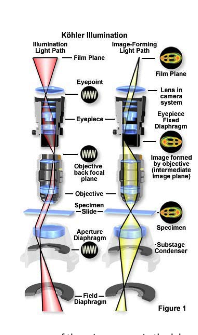 Köhler Illumination
Illumination
Light Path
Image-Forming
Light Path
Film Plane
Film Plane
Eyepoint
Lens in
camera
system
Eyepiece
Eyepiece
Fixed
Diaphragm
Objective
back focal
plane
Image formed
by objective
(intermediate
image plane)
Objective
Specimen
Slide
Specimen
Aperture
Diaphragm
Substage
Condenser
Field
Diaphragm
Figure 1